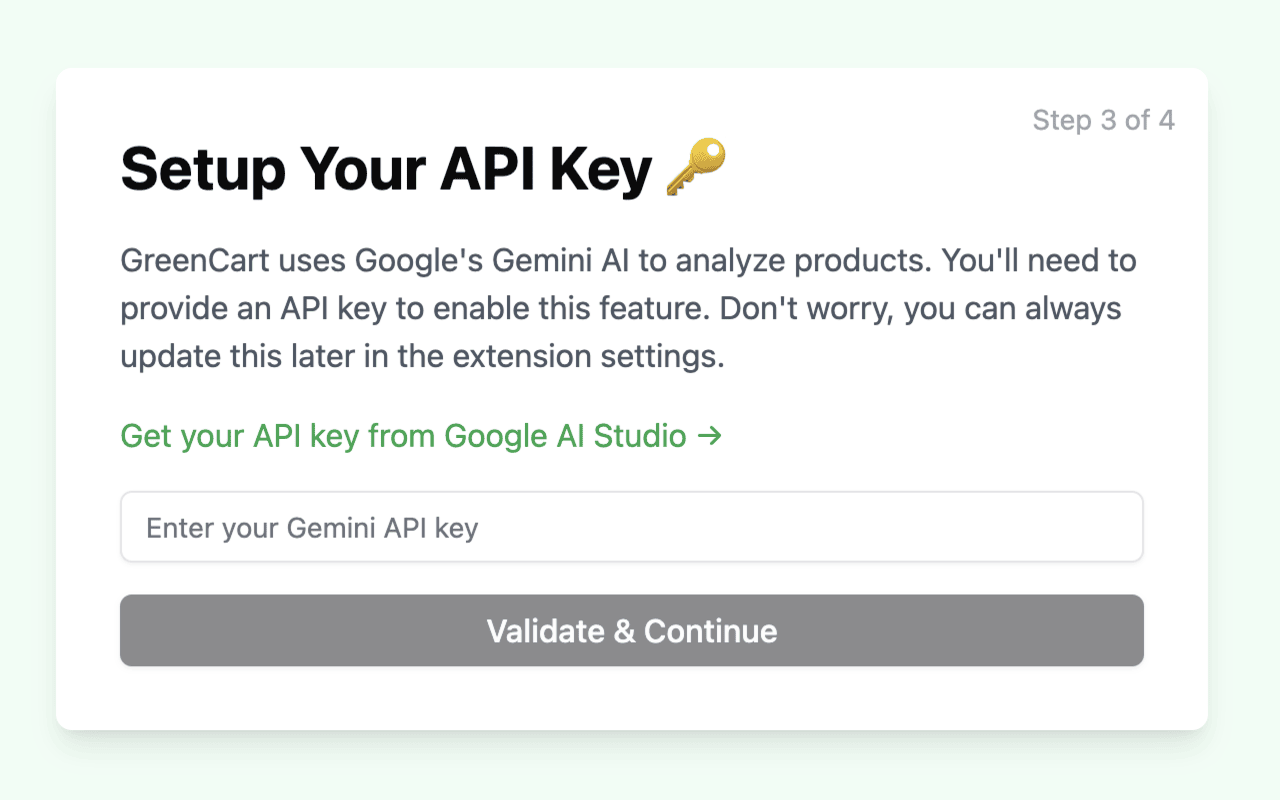 Step 3 of 4
Setup Your API Key 🔑
GreenCart uses Google's Gemini AI to analyze products. You'll need to
provide an API key to enable this feature. Don't worry, you can always
update this later in the extension settings.
Get your API key from Google AI Studio →
Enter your Gemini API key
Validate & Continue